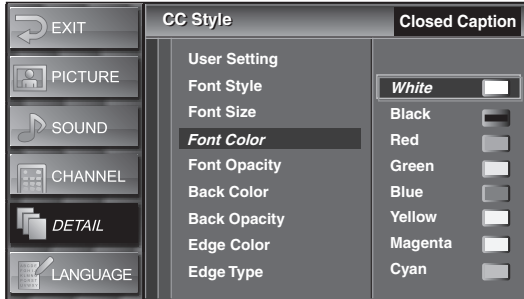 EXIT
PICTURE
SOUND
CHANNEL
DETAIL
LANGUAGE
CC Style
Closed Caption
User Setting
Font Style
Font Size
Font Color
Font Opacity
Back Color
Back Opacity
Edge Color
Edge Type
White
Black
Red
Green
Blue
Yellow
Magenta
Cyan